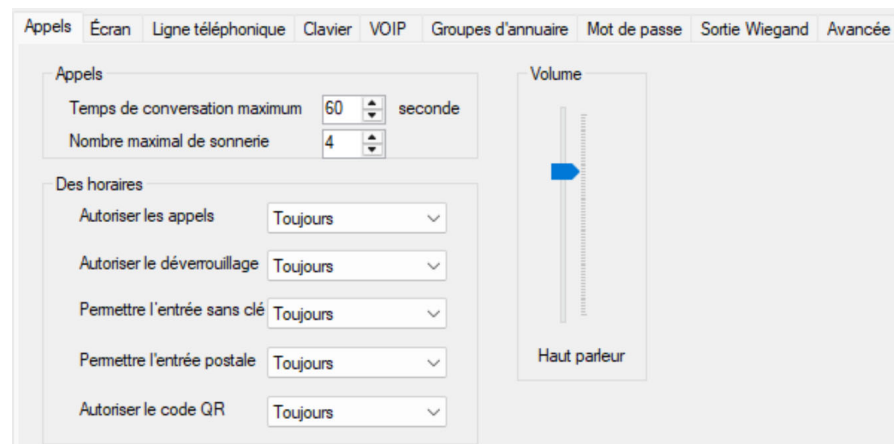 Appels Écran Ligne téléphonique Clavier VOIP Groupes d'annuaire Mot de passe Sortie Wiegand Avancée
Appels
Temps de conversation maximum 60 seconde
Nombre maximal de sonnerie 4
Des horaires
Autoriser les appels Toujours
Autoriser le déverrouillage Toujours
Permettre l'entrée sans clé Toujours
Permettre l'entrée postale Toujours
Autoriser le code QR Toujours
Volume
Haut parleur